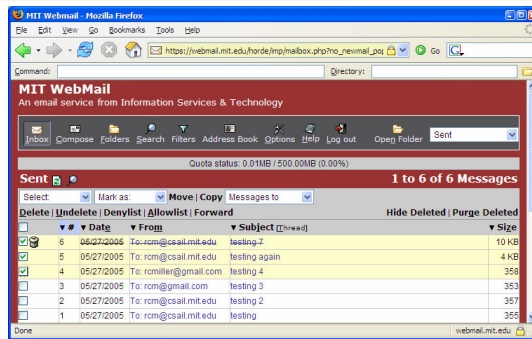 MIT Webmail - Mozilla Firefox
File Edit View Go Bookmarks Tools Help
https://webmail.mit.edu/horde/imp/mailbox.php?no_newmail_pop Go
Command: Directory:
MIT WebMail
An email service from Information Services & Technology
Inbox Compose Folders Search Filters Address Book Options Help Log out Open Folder Sent
Quota status: 0.01MB / 500.00MB (0.00%)
Sent 1 to 6 of 6 Messages
Select: Mark as: Move | Copy Messages to
Delete | Undelete | Denylist | Allowlist | Forward Hide Deleted | Purge Deleted
# Date From Subject [Thread] Size
6 05/27/2005 To: rcm@csail.mit.edu testing 7 10 KB
5 05/27/2005 To: rcm@csail.mit.edu testing again 4 KB
4 05/27/2005 To: rcmiller@gmail.com testing 4 358
3 05/27/2005 To: rcm@gmail.com testing 3 353
2 05/27/2005 To: rcm@csail.mit.edu testing 2 357
1 05/27/2005 To: rcm@csail.mit.edu testing 355
Done webmail.mit.edu